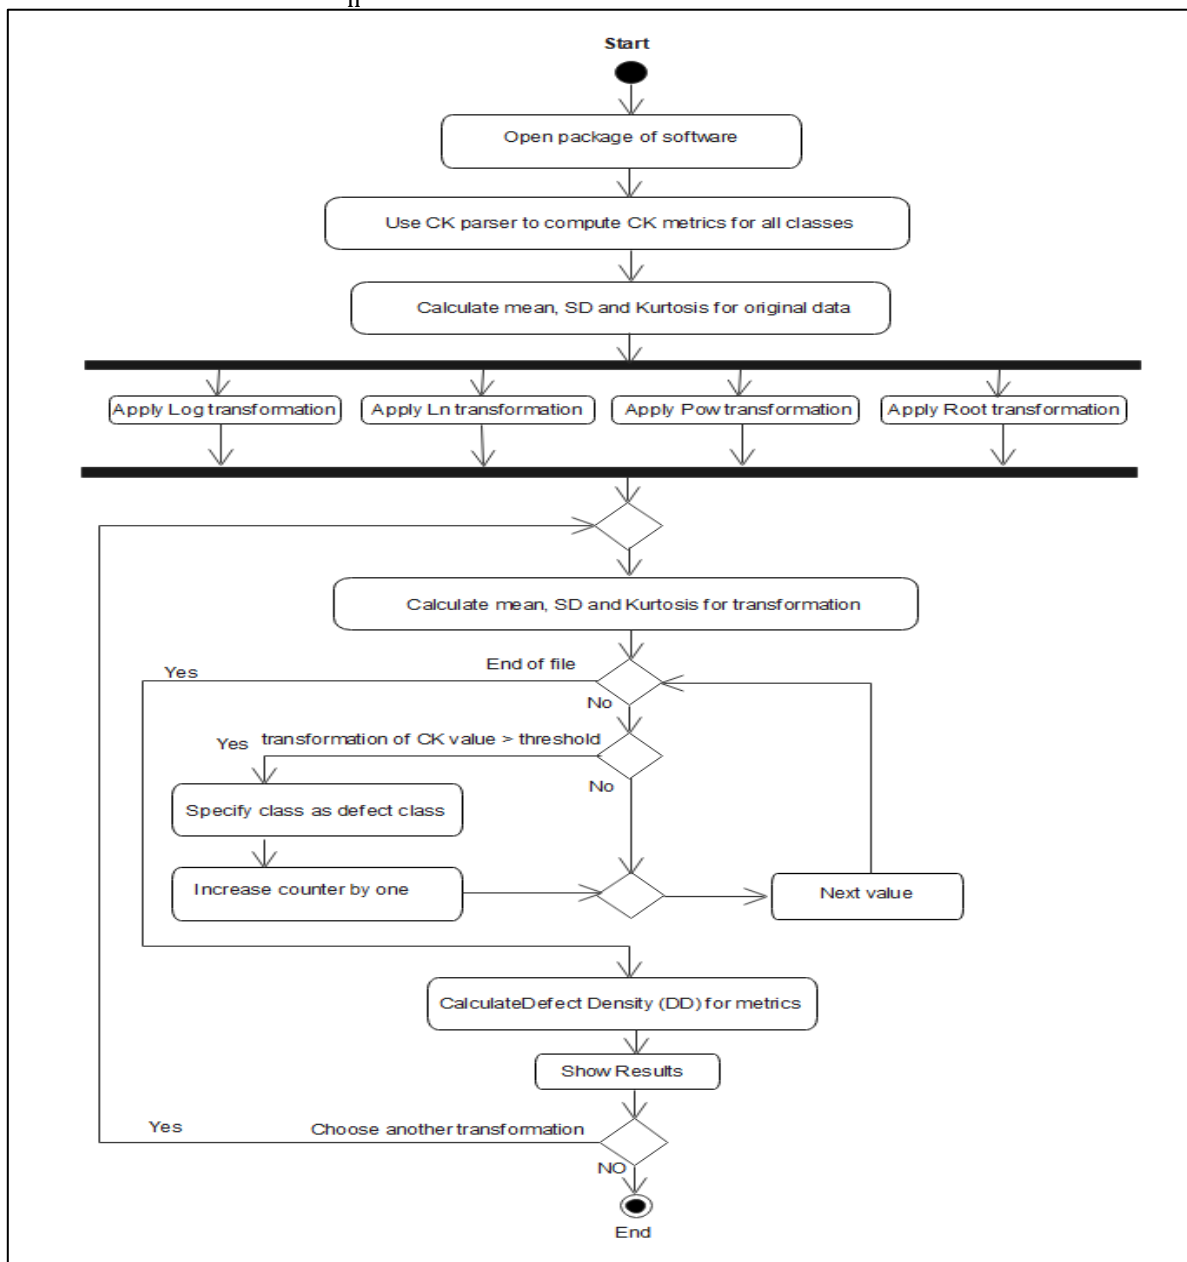 n
Start
Open package of software
Use CK parser to compute CK metrics for all classes
Calculate mean, SD and Kurtosis for original data
Apply Log transformation
Apply Ln transformation
Apply Pow transformation
Apply Root transformation
Calculate mean, SD and Kurtosis for transformation
End of file
Yes
No
transformation of CK value > threshold
Yes
No
Specify class as defect class
Increase counter by one
Next value
CalculateDefect Density (DD) for metrics
Show Results
Choose another transformation
Yes
NO
End